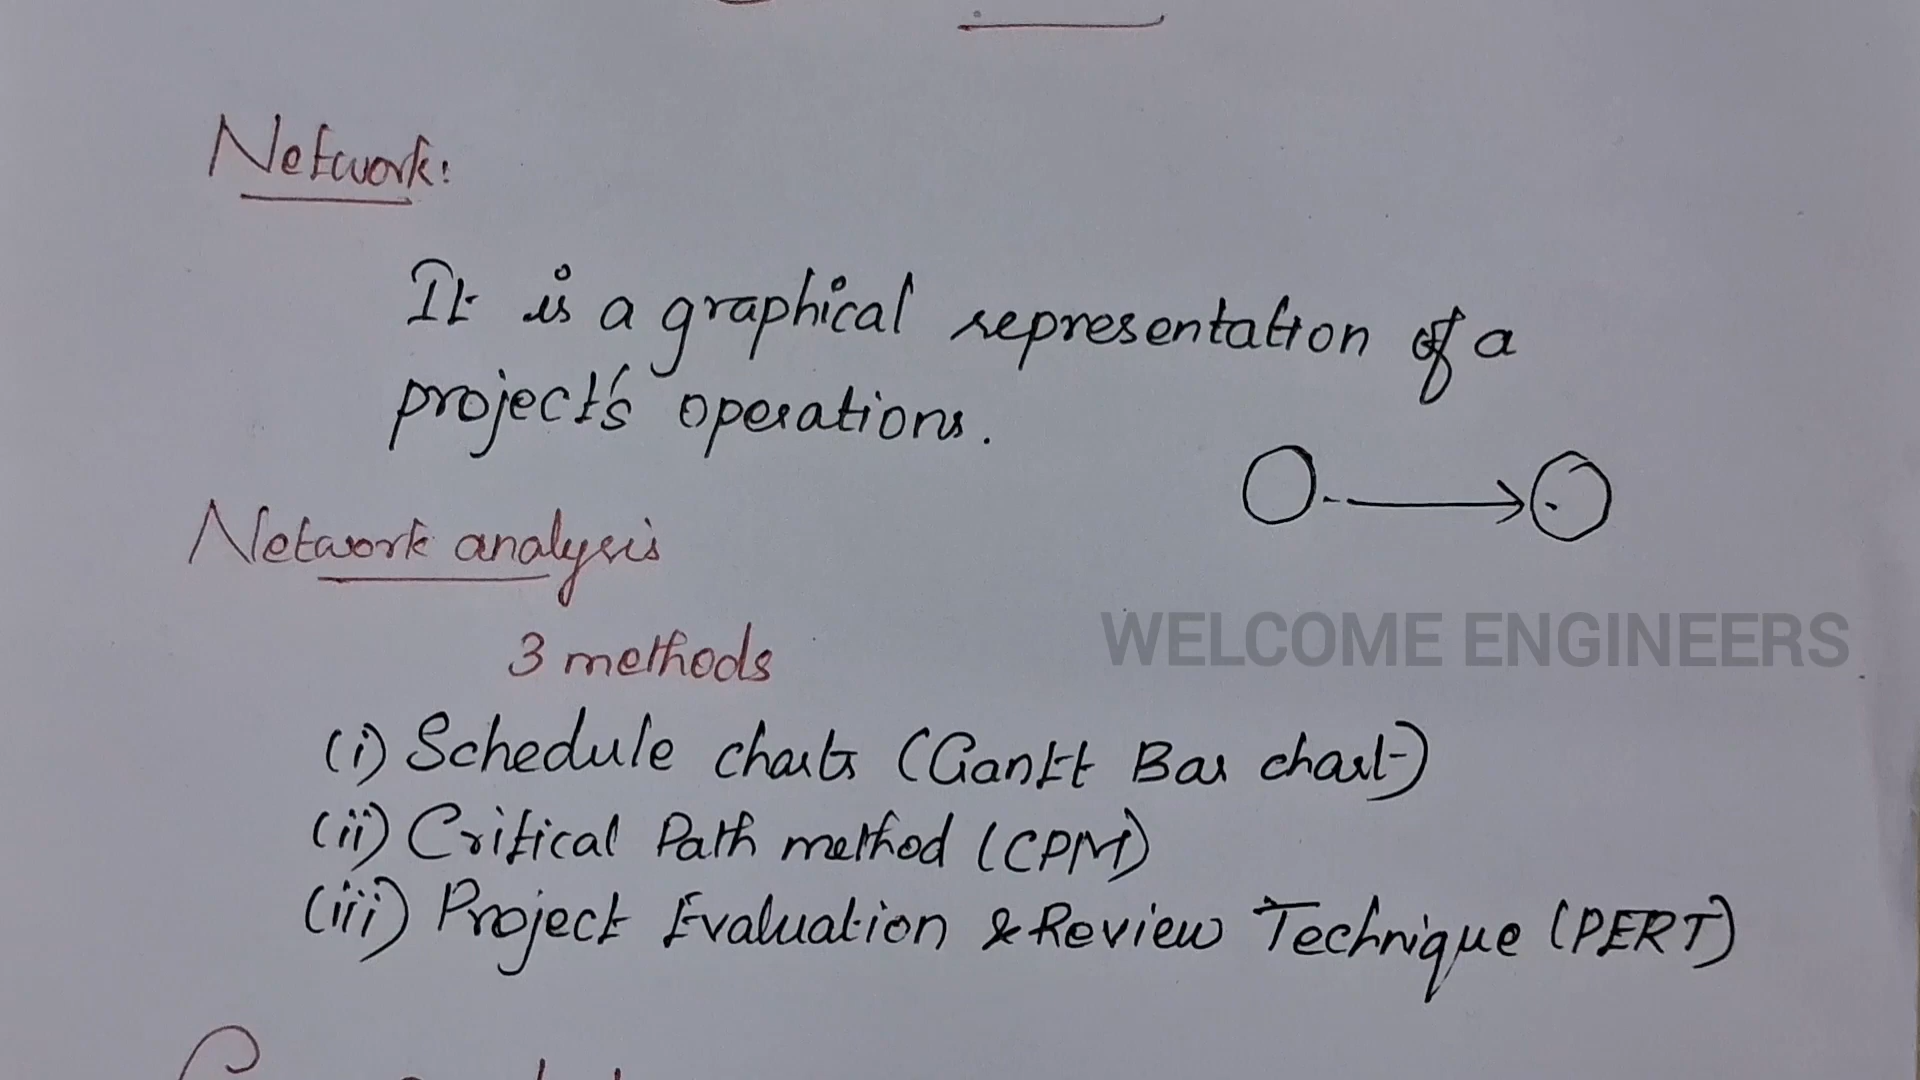 Network:
It is a graphical representation of a
project's operations.
Network analysis
WELCOME ENGINEERS
3 methods
(i) Schedule charts (Gantt Bar chart)
(ii) Critical Path method (CPM)
(iii) Project Evaluation & Review Technique (PERT)